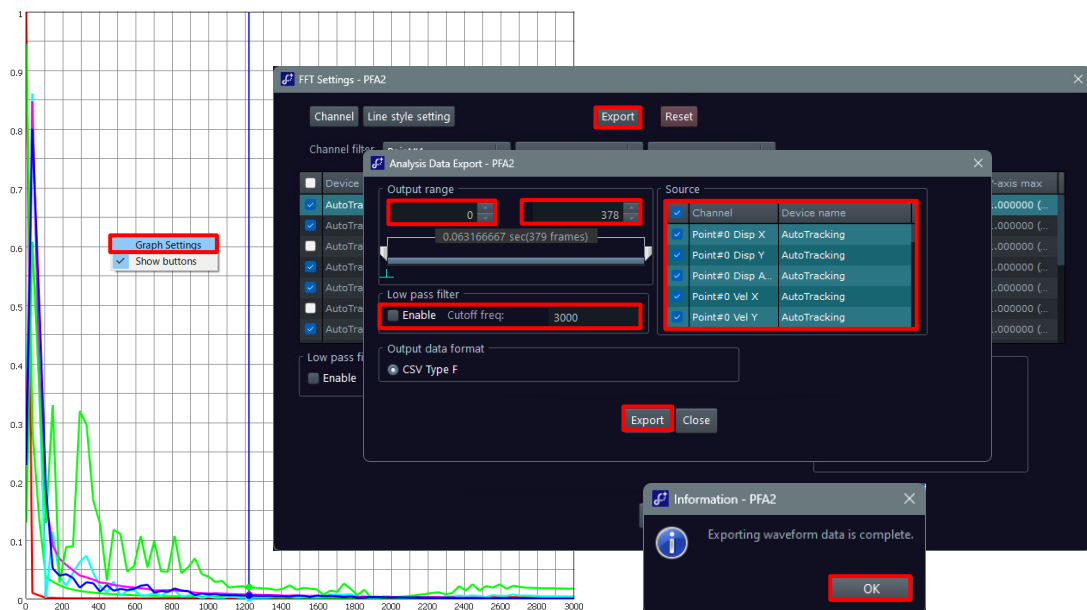 1
0.9
0.8
0.7
0.6
0.5
0.4
0.3
0.2
0.1
0
0 200 400 600 800 1000 1200 1400 1600 1800 2000 2200 2400 2600 2800 3000
Graph Settings
Show buttons
FFT Settings - PFA2
Channel Line style setting Export Reset
Channel filter
Device
-axis max
AutoTra
.000000 (...
AutoTra
.000000 (...
AutoTra
.000000 (...
AutoTra
.000000 (...
AutoTra
.000000 (...
AutoTra
.000000 (...
AutoTra
.000000 (...
Low pass fi
Enable
Analysis Data Export - PFA2
Output range
0 378
0.063166667 sec(379 frames)
Low pass filter
Enable Cutoff freq: 3000
Output data format
CSV Type F
Source
Channel Device name
Point#0 Disp X AutoTracking
Point#0 Disp Y AutoTracking
Point#0 Disp A... AutoTracking
Point#0 Vel X AutoTracking
Point#0 Vel Y AutoTracking
Export Close
Information - PFA2
Exporting waveform data is complete.
OK